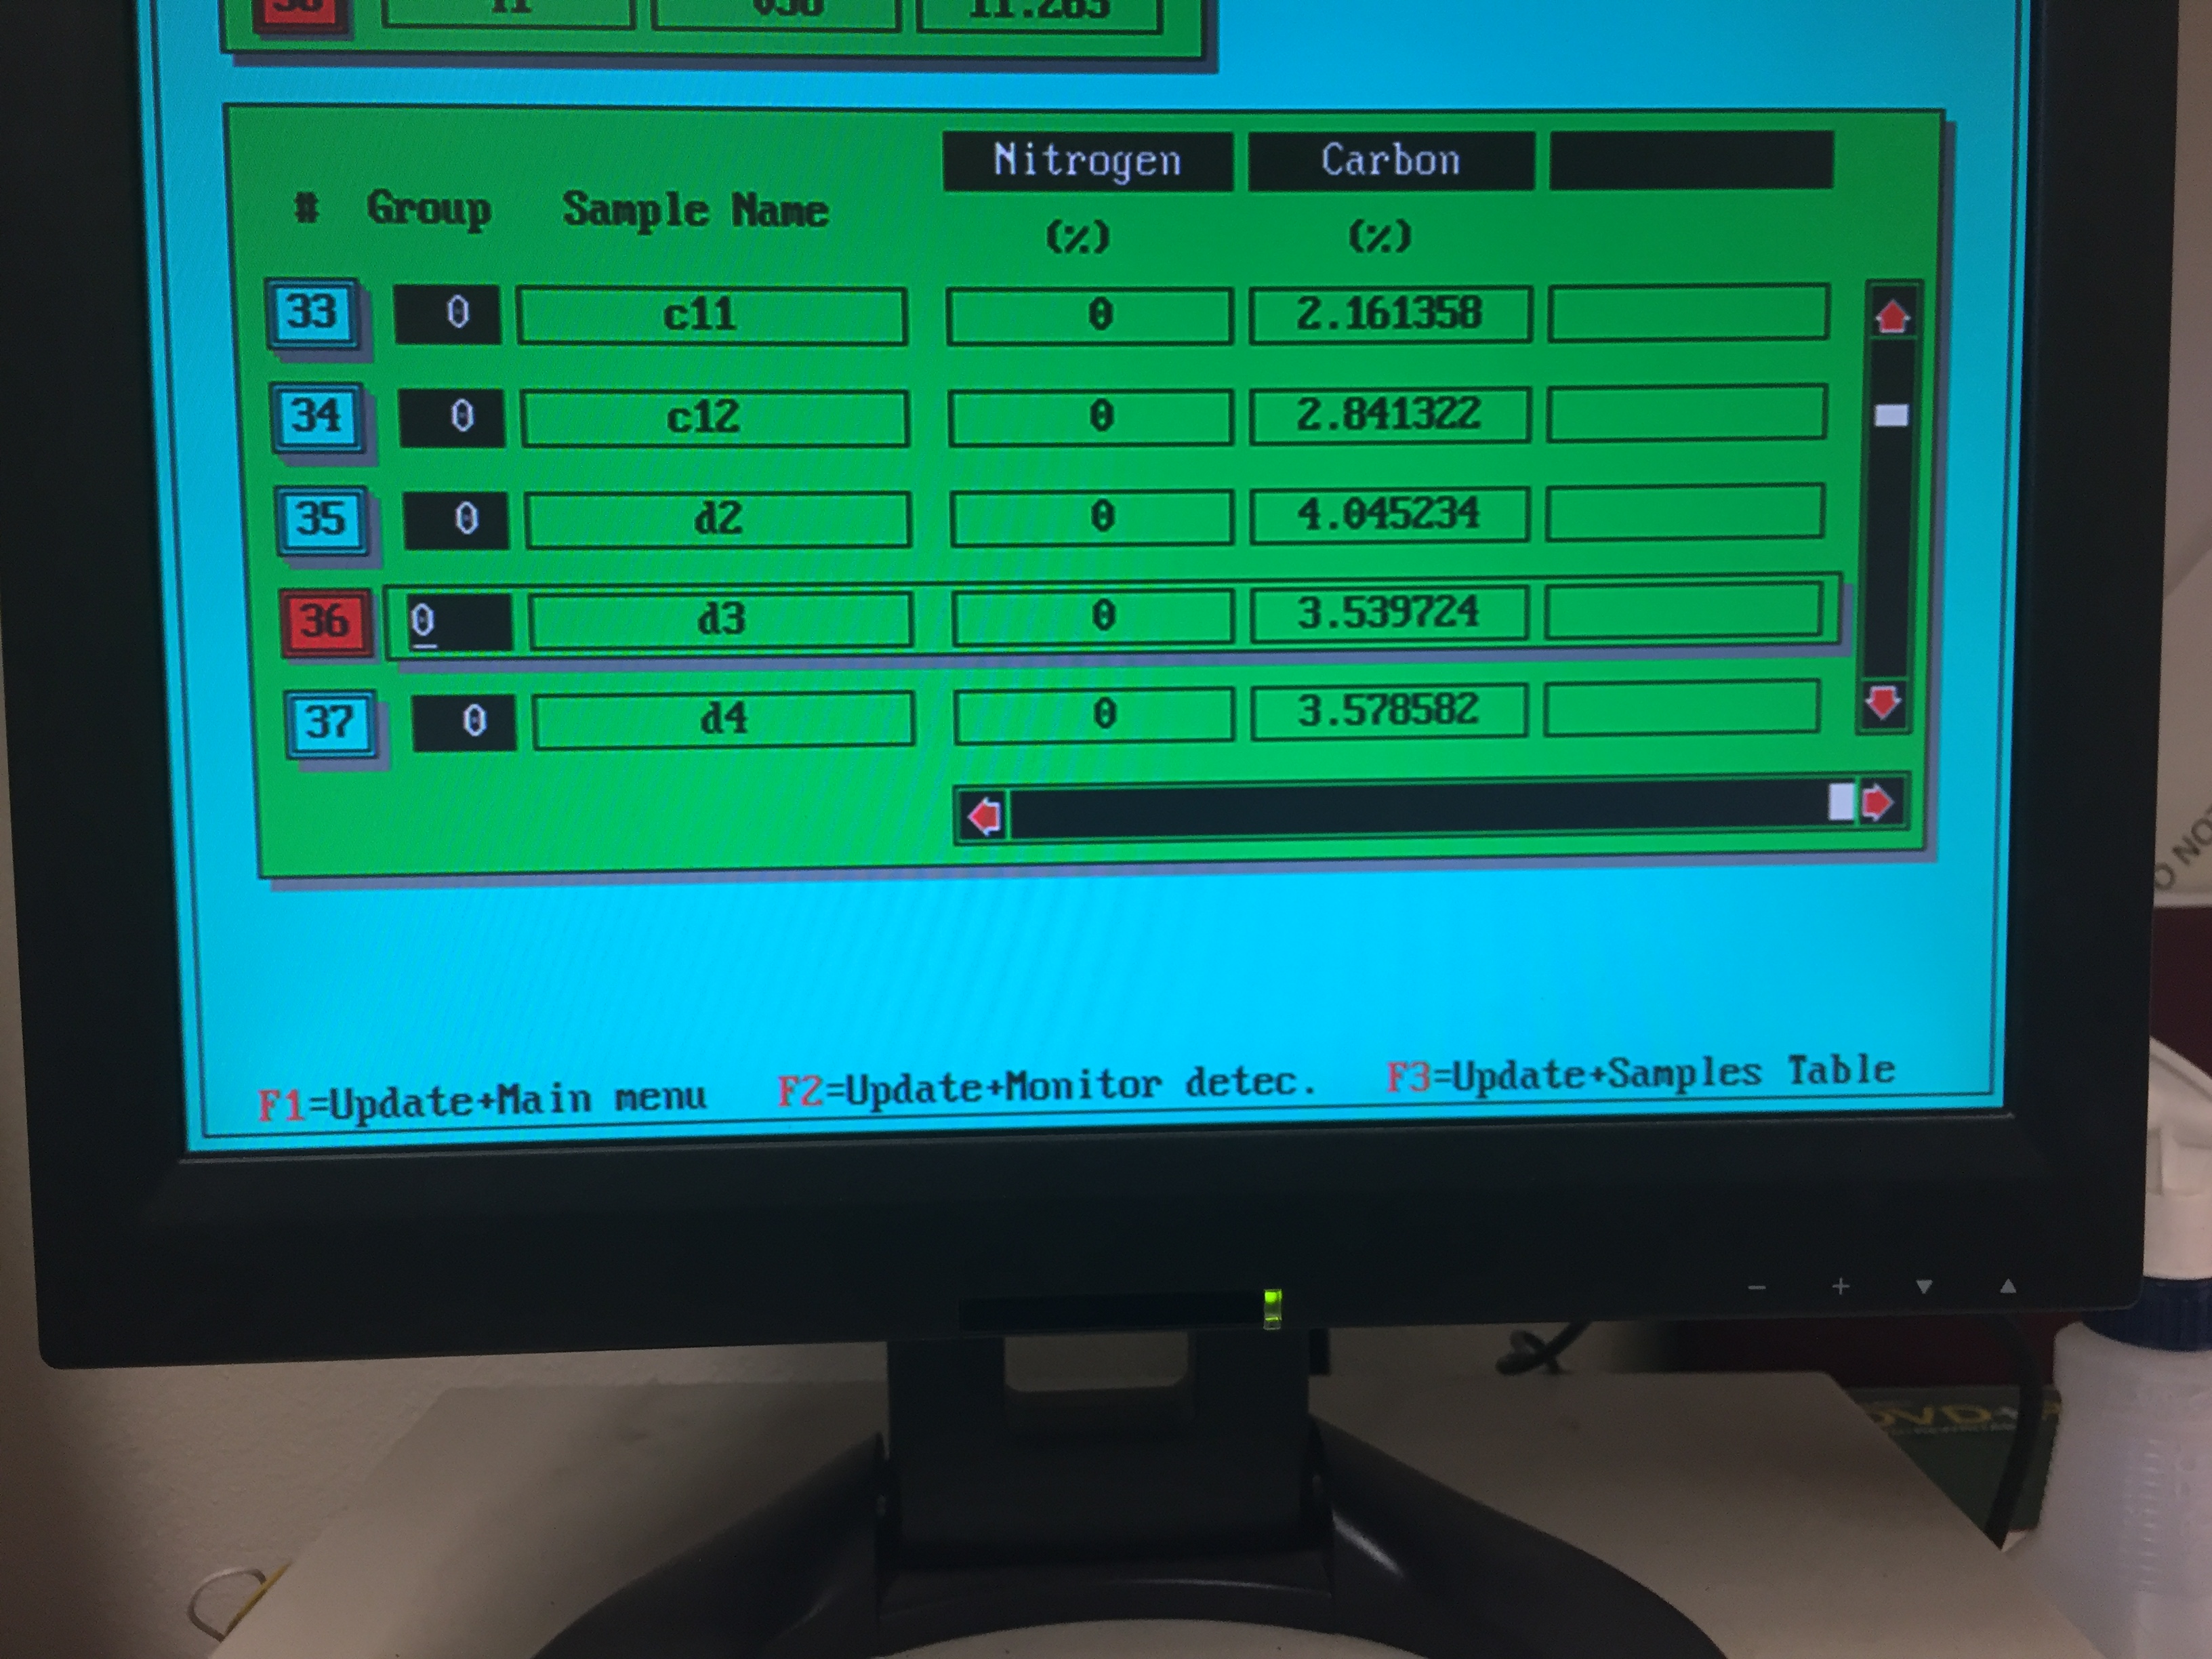 Nitrogen Carbon
# Group Sample Name
(%) (%)
33 0 c11 0 2.161358
34 0 c12 0 2.841322
35 0 d2 0 4.045234
36 0 d3 0 3.539724
37 0 d4 0 3.578582
F1=Update+Main menu F2=Update+Monitor detec. F3=Update+Samples Table
- +
DVD+R